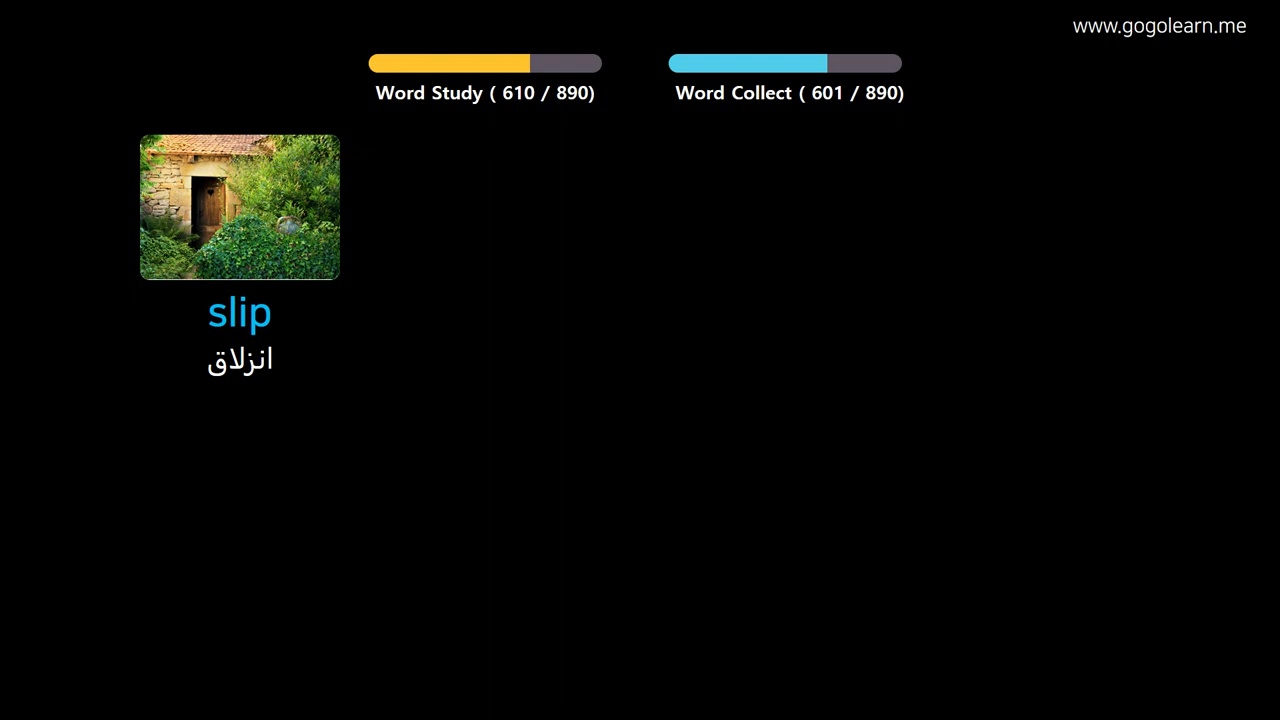 www.gogolearn.me
Word Study ( 610 / 890)
Word Collect ( 601 / 890)
slip
انزلاق